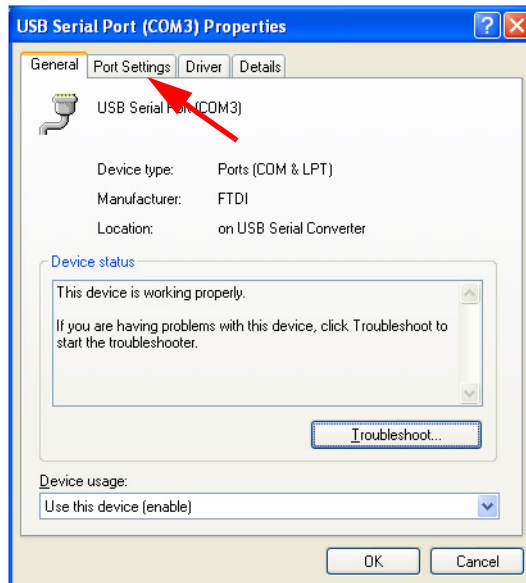 USB Serial Port (COM3) Properties
General Port Settings Driver Details
USB Serial Port (COM3)
Device type: Ports (COM & LPT)
Manufacturer: FTDI
Location: on USB Serial Converter
Device status
This device is working properly.
If you are having problems with this device, click Troubleshoot to
start the troubleshooter.
Troubleshoot...
Device usage:
Use this device (enable)
OK Cancel